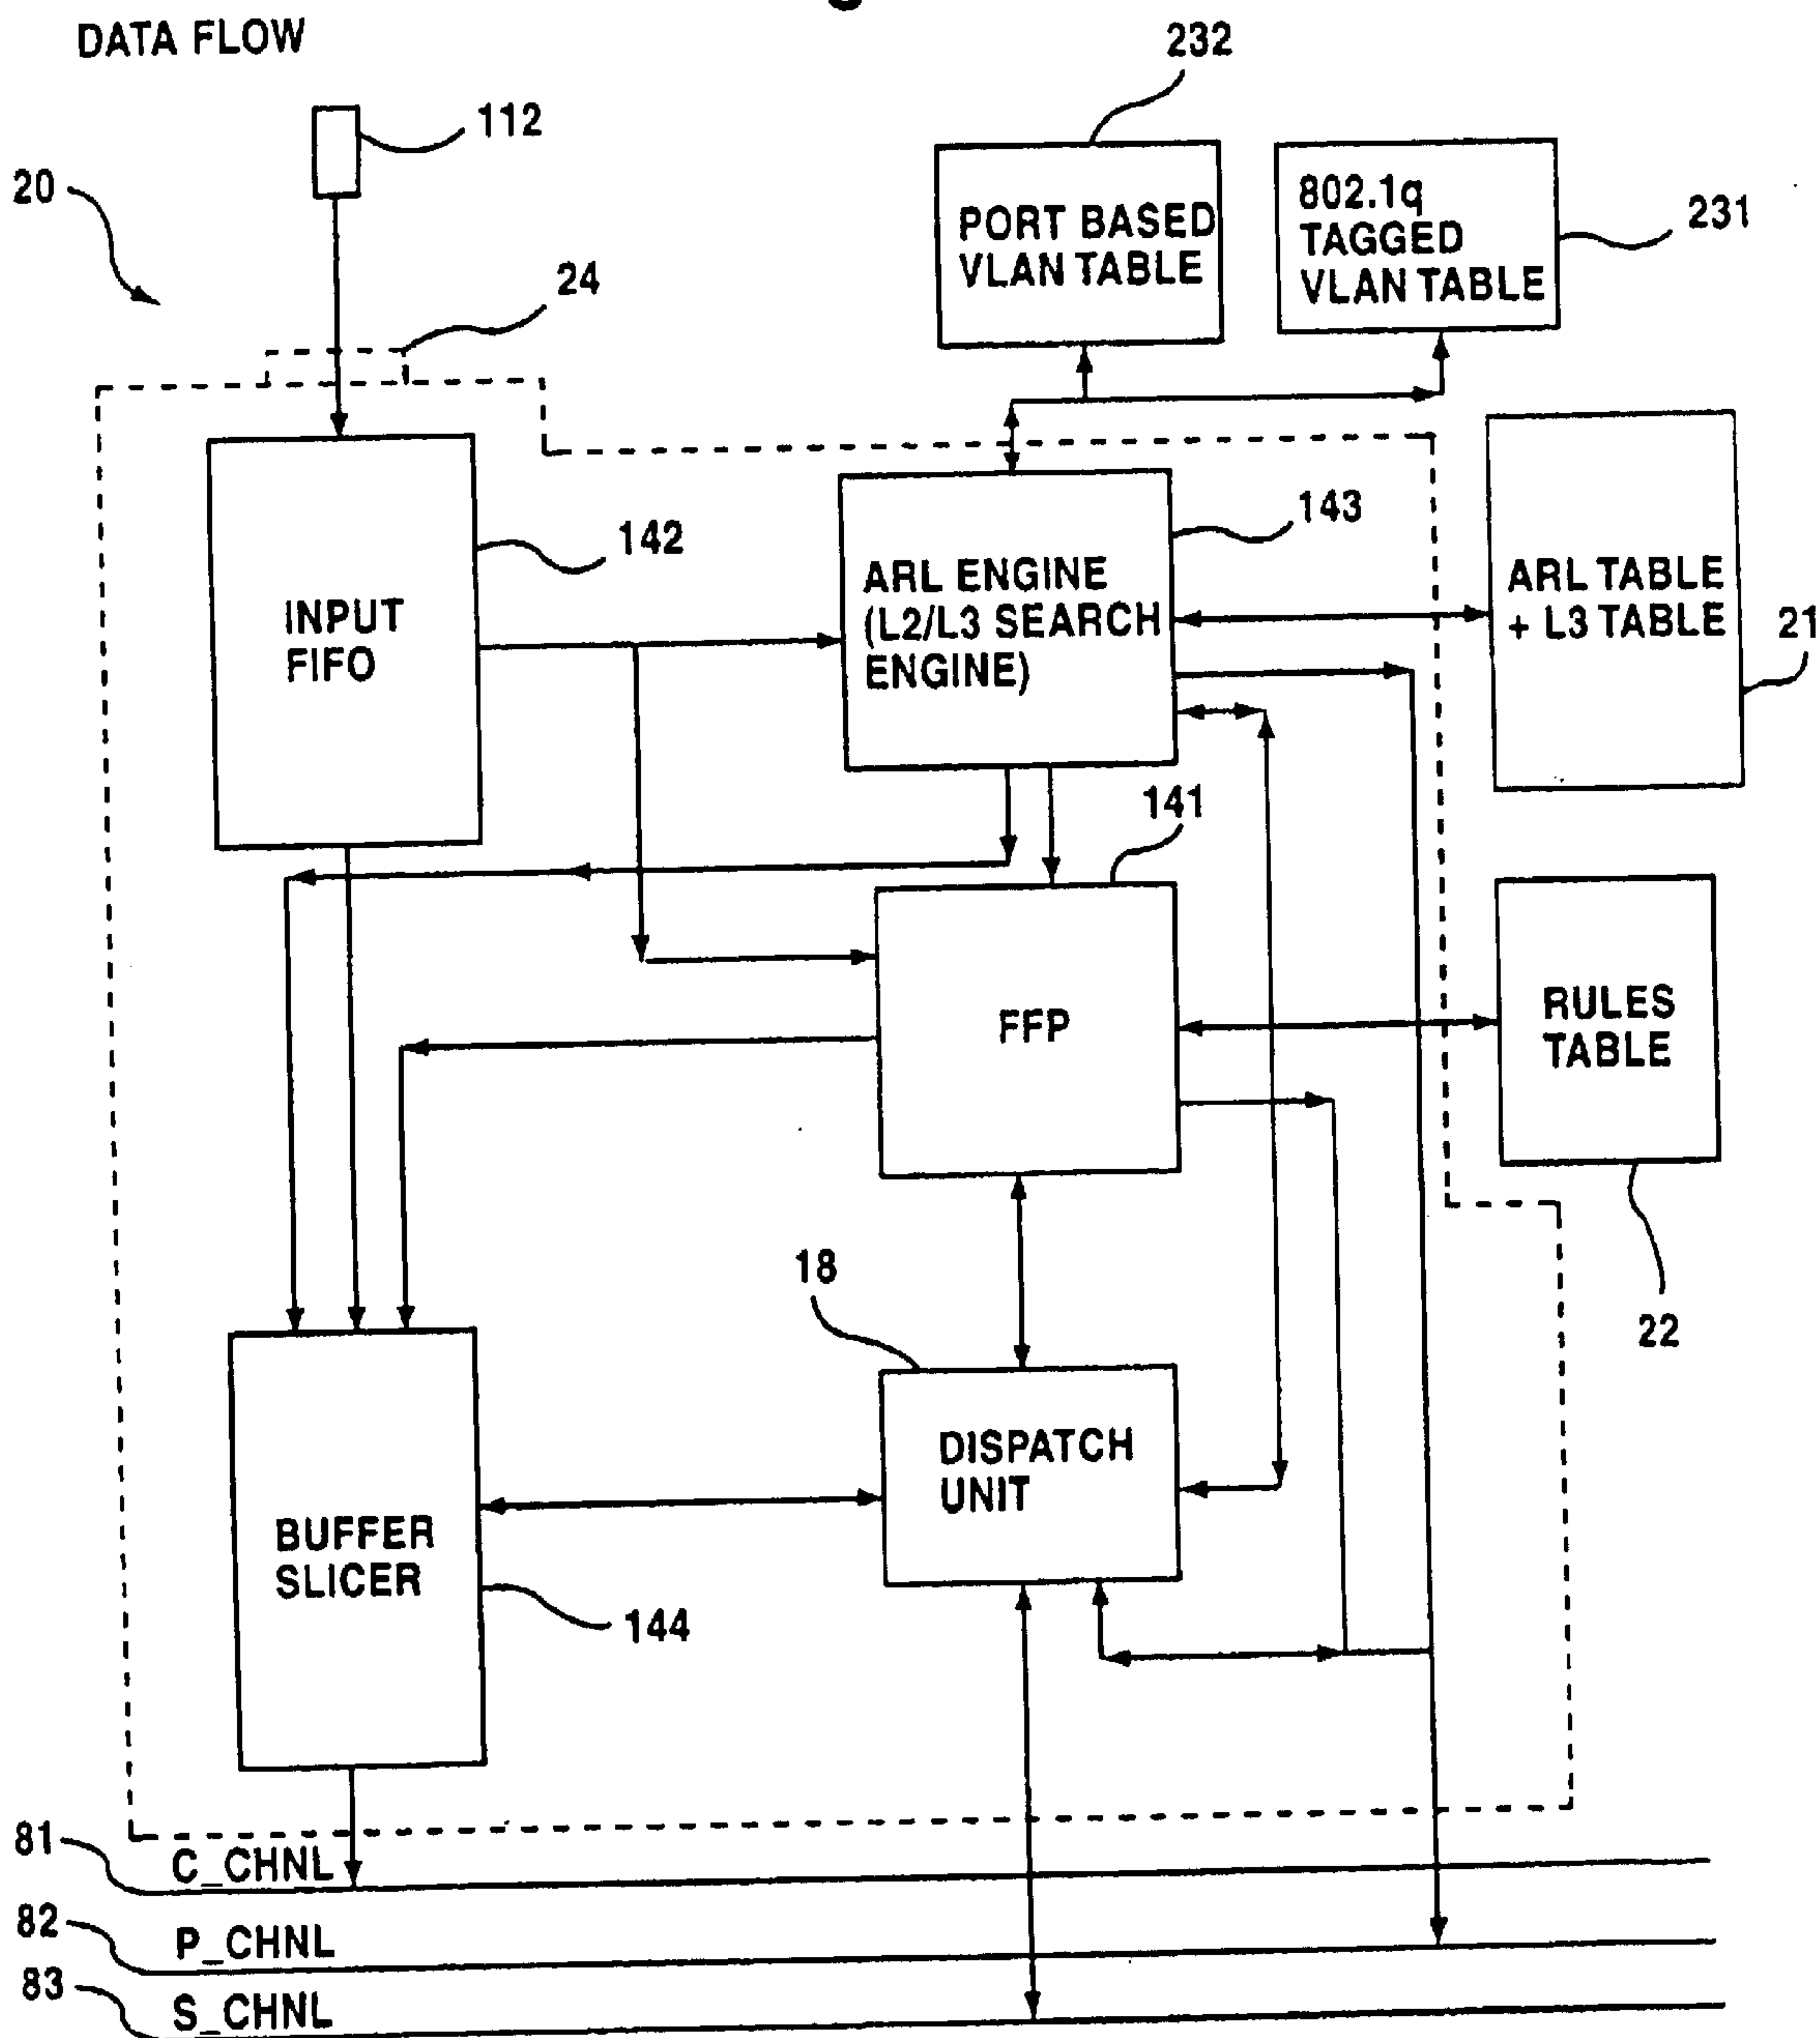 DATA FLOW
232
112
20
PORT BASED
VLAN TABLE
802.1q
TAGGED
VLAN TABLE
231
24
143
142
INPUT
FIFO
ARL ENGINE
(L2/L3 SEARCH
ENGINE)
ARL TABLE
+ L3 TABLE
21
141
FFP
RULES
TABLE
18
22
DISPATCH
UNIT
BUFFER
SLICER
144
81
C_CHNL
82
P_CHNL
83
S_CHNL